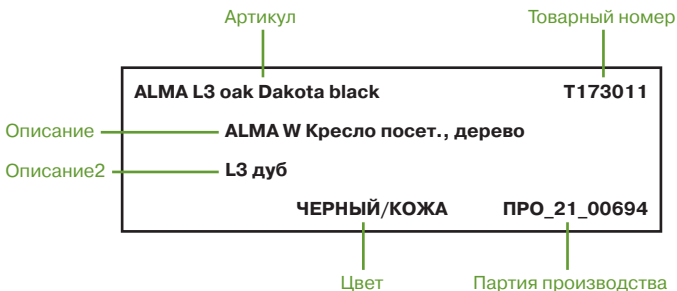 Артикул Товарный номер
ALMA L3 oak Dakota black T173011
Описание ALMA W Кресло посет., дерево
Описание2 L3 дуб
ЧЕРНЫЙ/КОЖА ПРО_21_00694
Цвет Партия производства